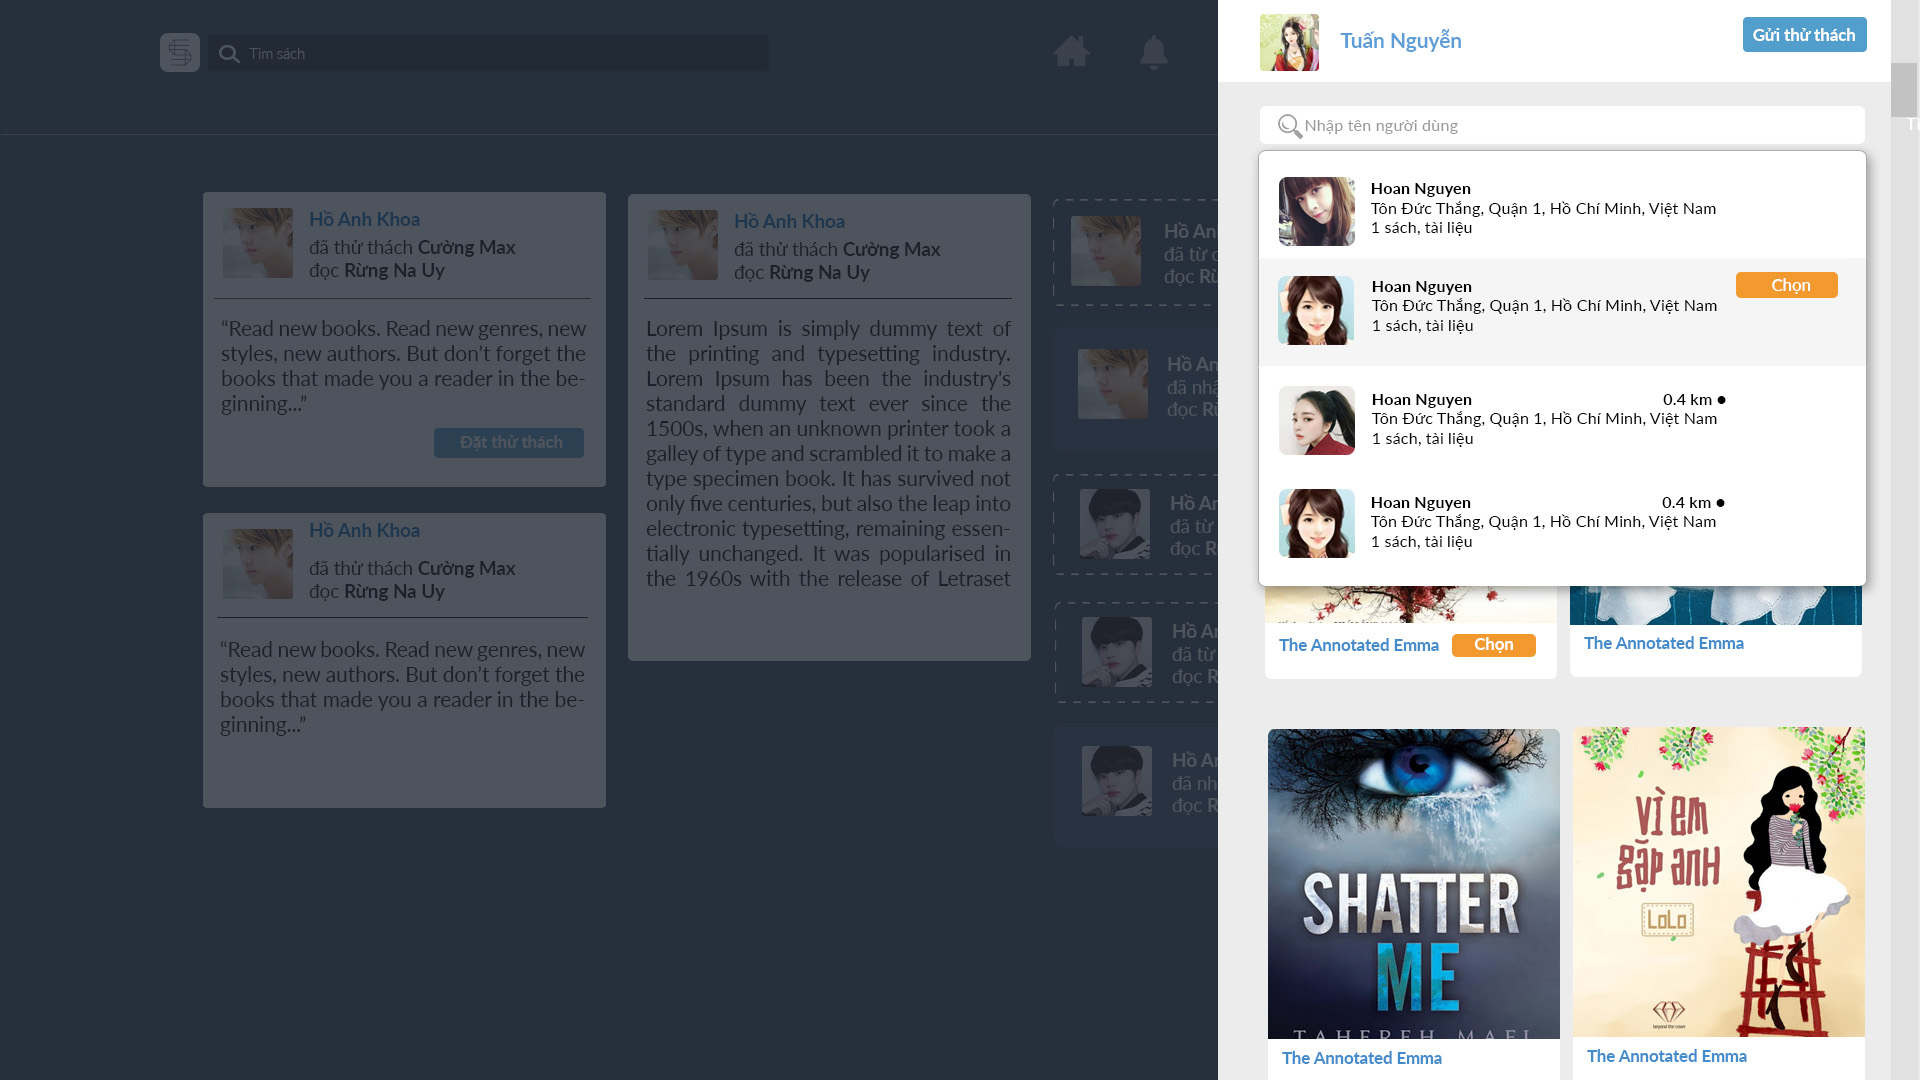 Tìm sách
Hồ Anh Khoa
đã thử thách Cường Max
đọc Rừng Na Uy
“Read new books. Read new genres, new
styles, new authors. But don’t forget the
books that made you a reader in the be-
ginning...”
Đặt thử thách
Hồ Anh Khoa
đã thử thách Cường Max
đọc Rừng Na Uy
“Read new books. Read new genres, new
styles, new authors. But don’t forget the
books that made you a reader in the be-
ginning...”
Hồ Anh Khoa
đã thử thách Cường Max
đọc Rừng Na Uy
Lorem Ipsum is simply dummy text of
the printing and typesetting industry.
Lorem Ipsum has been the industry's
standard dummy text ever since the
1500s, when an unknown printer took a
galley of type and scrambled it to make a
type specimen book. It has survived not
only five centuries, but also the leap into
electronic typesetting, remaining essen-
tially unchanged. It was popularised in
the 1960s with the release of Letraset
Hồ An
đã từ c
đọc Rừ
Hồ An
đã nhậ
đọc Rừ
Hồ An
đã từ
đọc R
Hồ An
đã từ
đọc R
Hồ An
đã nh
đọc R
Tuấn Nguyễn
Gửi thử thách
Nhập tên người dùng
Hoan Nguyen
Tôn Đức Thắng, Quận 1, Hồ Chí Minh, Việt Nam
1 sách, tài liệu
Hoan Nguyen
Chọn
Tôn Đức Thắng, Quận 1, Hồ Chí Minh, Việt Nam
1 sách, tài liệu
Hoan Nguyen 0.4 km ●
Tôn Đức Thắng, Quận 1, Hồ Chí Minh, Việt Nam
1 sách, tài liệu
Hoan Nguyen 0.4 km ●
Tôn Đức Thắng, Quận 1, Hồ Chí Minh, Việt Nam
1 sách, tài liệu
The Annotated Emma
Chọn
The Annotated Emma
SHATTER
ME
TAHEREH MAFI
The Annotated Emma
Vì em
gặp anh
LoLo
beyond the cover
The Annotated Emma